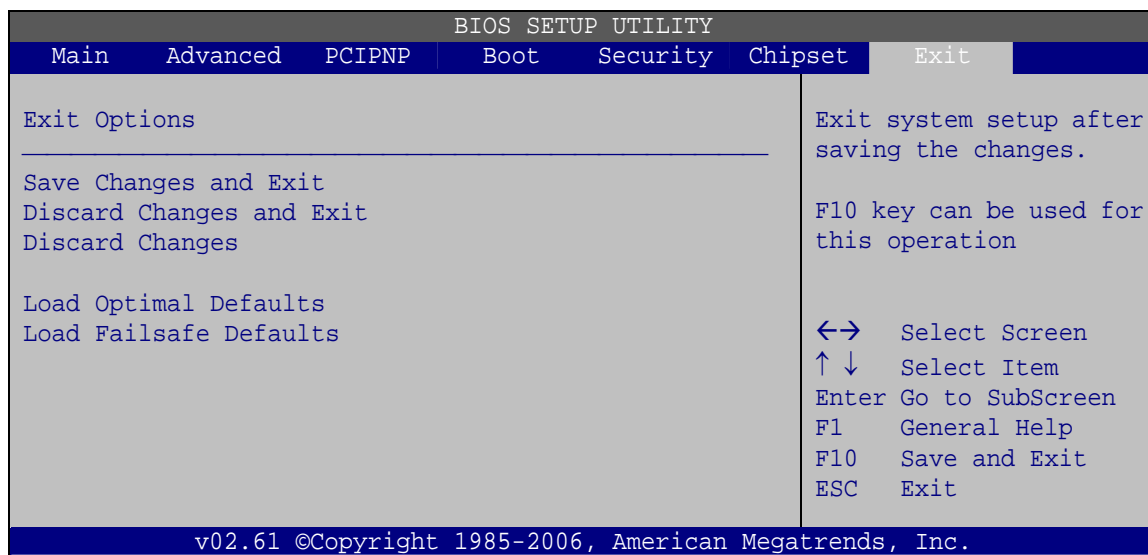 BIOS SETUP UTILITY
Main Advanced PCIPNP Boot Security Chipset Exit
Exit Options
Save Changes and Exit
Discard Changes and Exit
Discard Changes
Load Optimal Defaults
Load Failsafe Defaults
Exit system setup after
saving the changes.
F10 key can be used for
this operation
←→ Select Screen
↑ ↓ Select Item
Enter Go to SubScreen
F1 General Help
F10 Save and Exit
ESC Exit
v02.61 ©Copyright 1985-2006, American Megatrends, Inc.